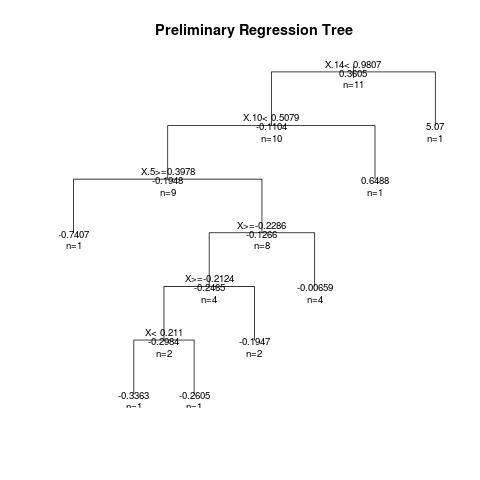 Preliminary Regression Tree
X.14< 0.9807
0.3605
n=11
X.10< 0.5079
-0.1104
n=10
5.07
n=1
X.5>=0.3978
-0.1948
n=9
0.6488
n=1
-0.7407
n=1
X>=-0.2286
-0.1266
n=8
X>=-0.2124
-0.2465
n=4
-0.00659
n=4
X< 0.211
-0.2984
n=2
-0.1947
n=2
-0.3363
n=1
-0.2605
n=1